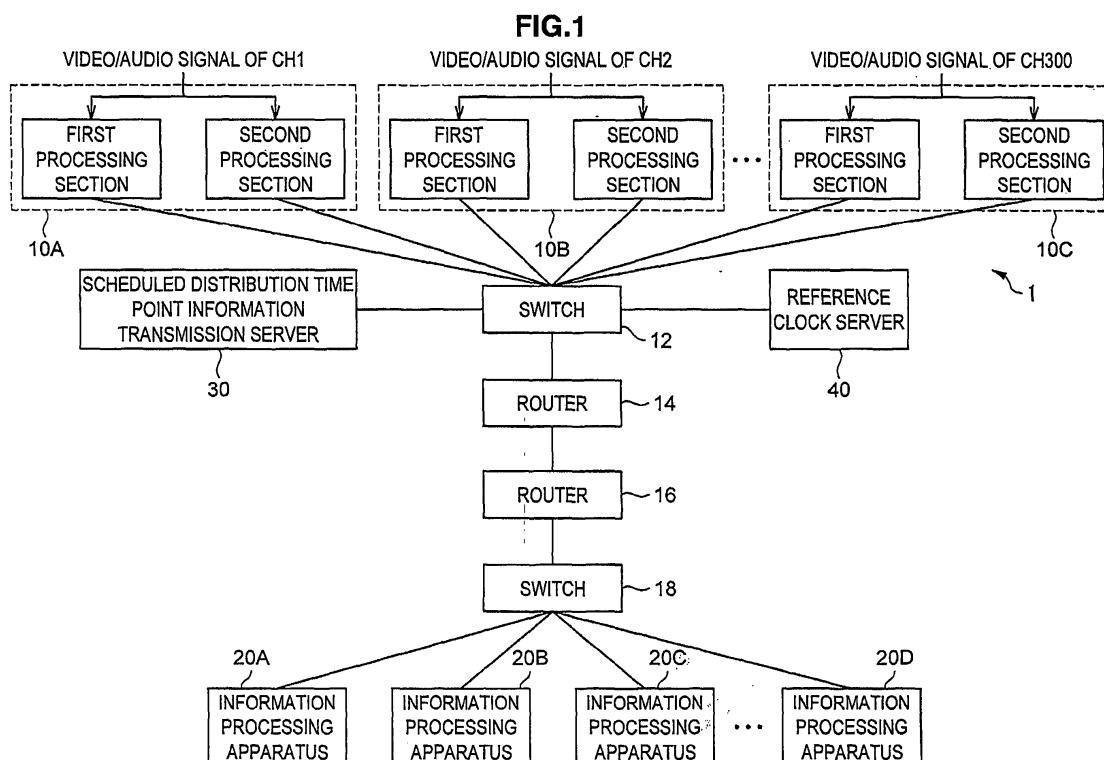 FIG.1
VIDEO/AUDIO SIGNAL OF CH1
VIDEO/AUDIO SIGNAL OF CH2
VIDEO/AUDIO SIGNAL OF CH300
FIRST
PROCESSING
SECTION
SECOND
PROCESSING
SECTION
FIRST
PROCESSING
SECTION
SECOND
PROCESSING
SECTION
•••
FIRST
PROCESSING
SECTION
SECOND
PROCESSING
SECTION
10A
10B
10C
SCHEDULED DISTRIBUTION TIME
POINT INFORMATION
TRANSMISSION SERVER
30
SWITCH
12
REFERENCE
CLOCK SERVER
40
1
ROUTER
14
ROUTER
16
SWITCH
18
20A
20B
20C
20D
INFORMATION
PROCESSING
APPARATUS
INFORMATION
PROCESSING
APPARATUS
INFORMATION
PROCESSING
APPARATUS
•••
INFORMATION
PROCESSING
APPARATUS